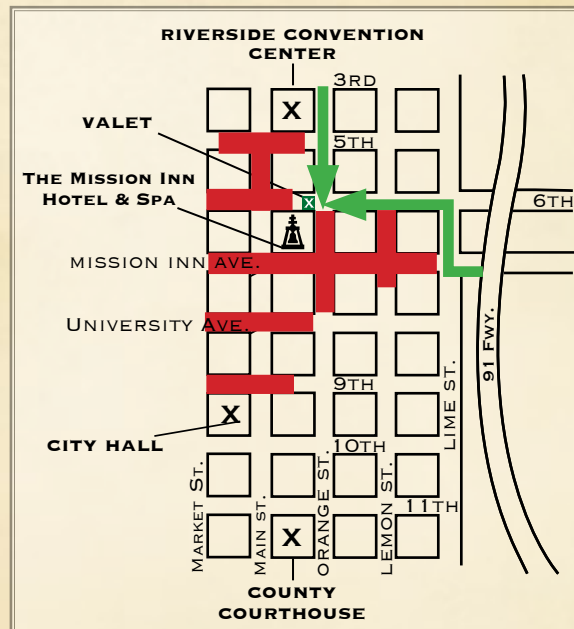 RIVERSIDE CONVENTION
CENTER
3RD
X
VALET
5TH
THE MISSION INN
HOTEL & SPA
X
6TH
MISSION INN AVE.
UNIVERSITY AVE.
91 FWY.
LIME ST.
9TH
X
CITY HALL
10TH
MARKET ST.
MAIN ST.
ORANGE ST.
LEMON ST.
11TH
X
COUNTY
COURTHOUSE